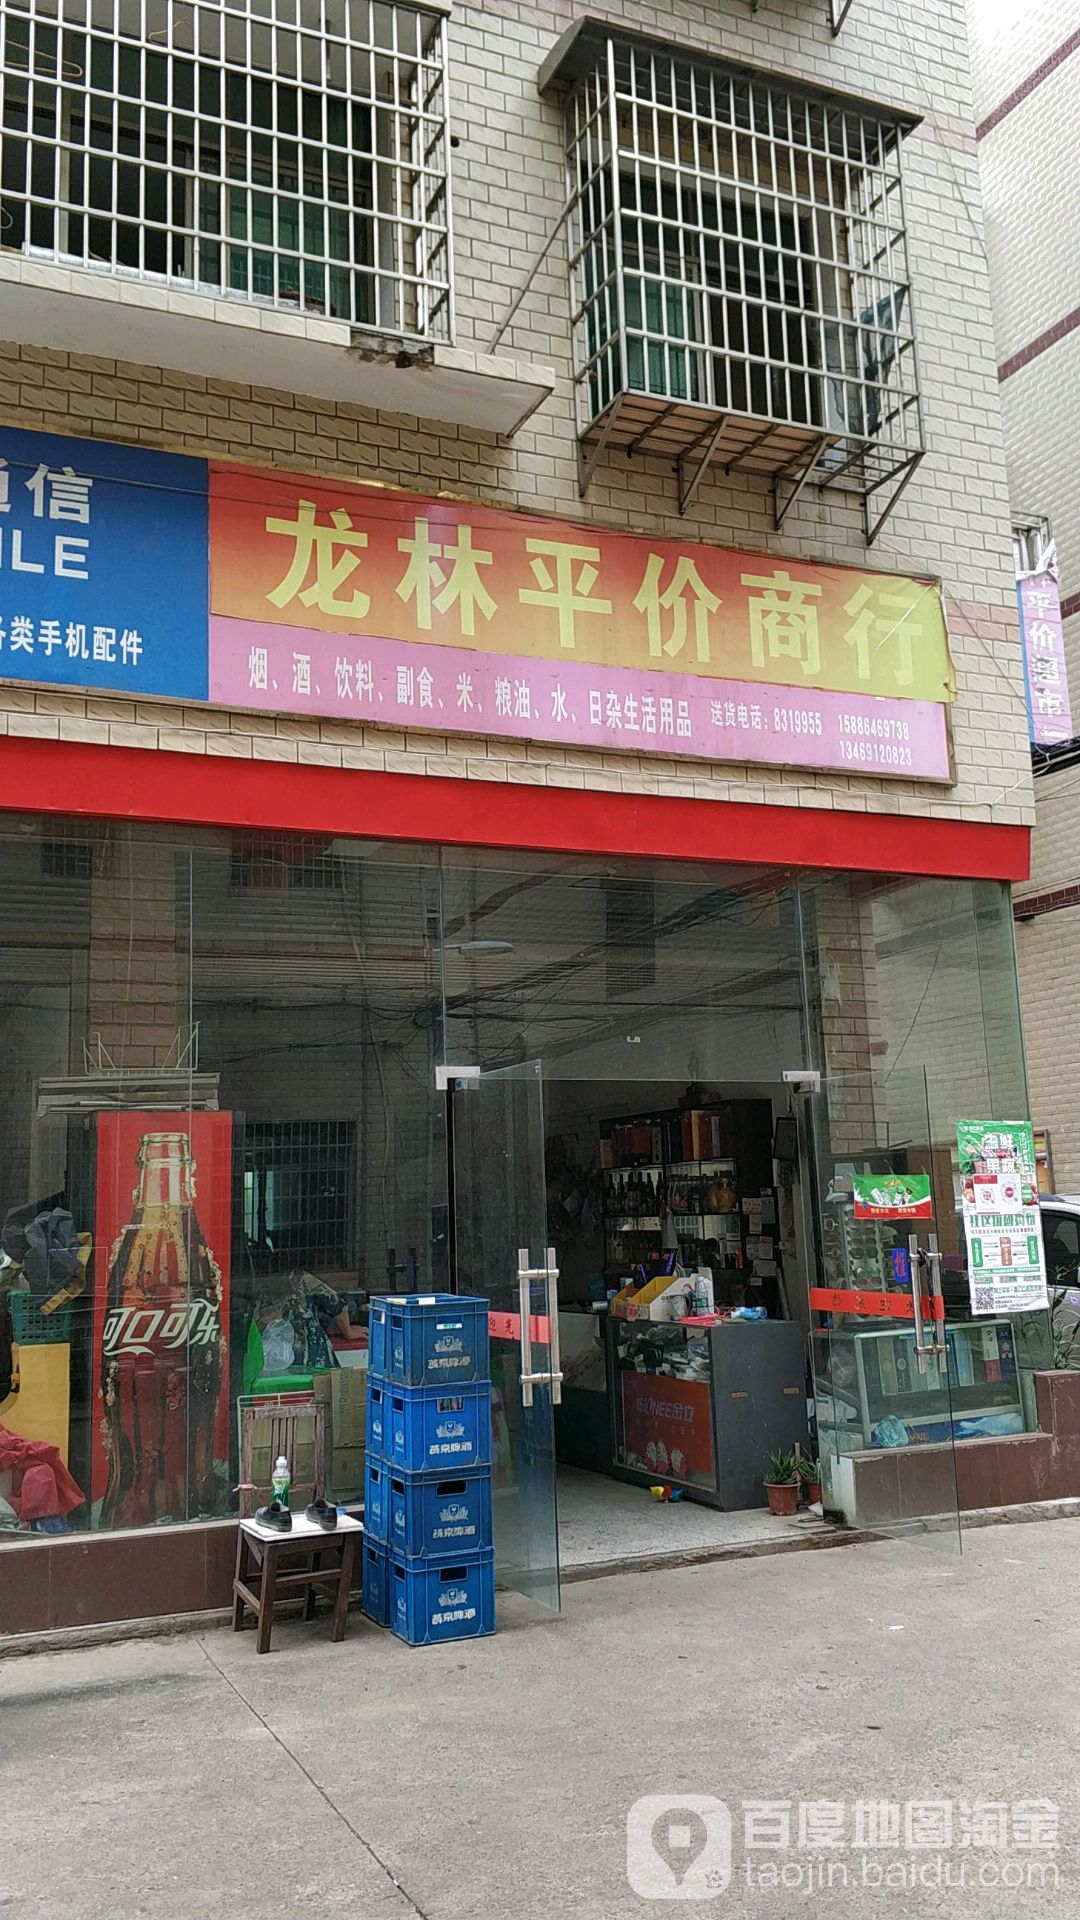 信
ILE
各类手机配件
龙林平价商行
烟、酒、饮料、副食、米、粮油、水、日杂生活用品 送货电话:8319955 15886469738
13469120823
平价超市
可口可乐
燕京啤酒
燕京啤酒
燕京啤酒
燕京啤酒
GIONEE金立
迎光
社区拼团购物
百度地图淘金
taojin.baidu.com